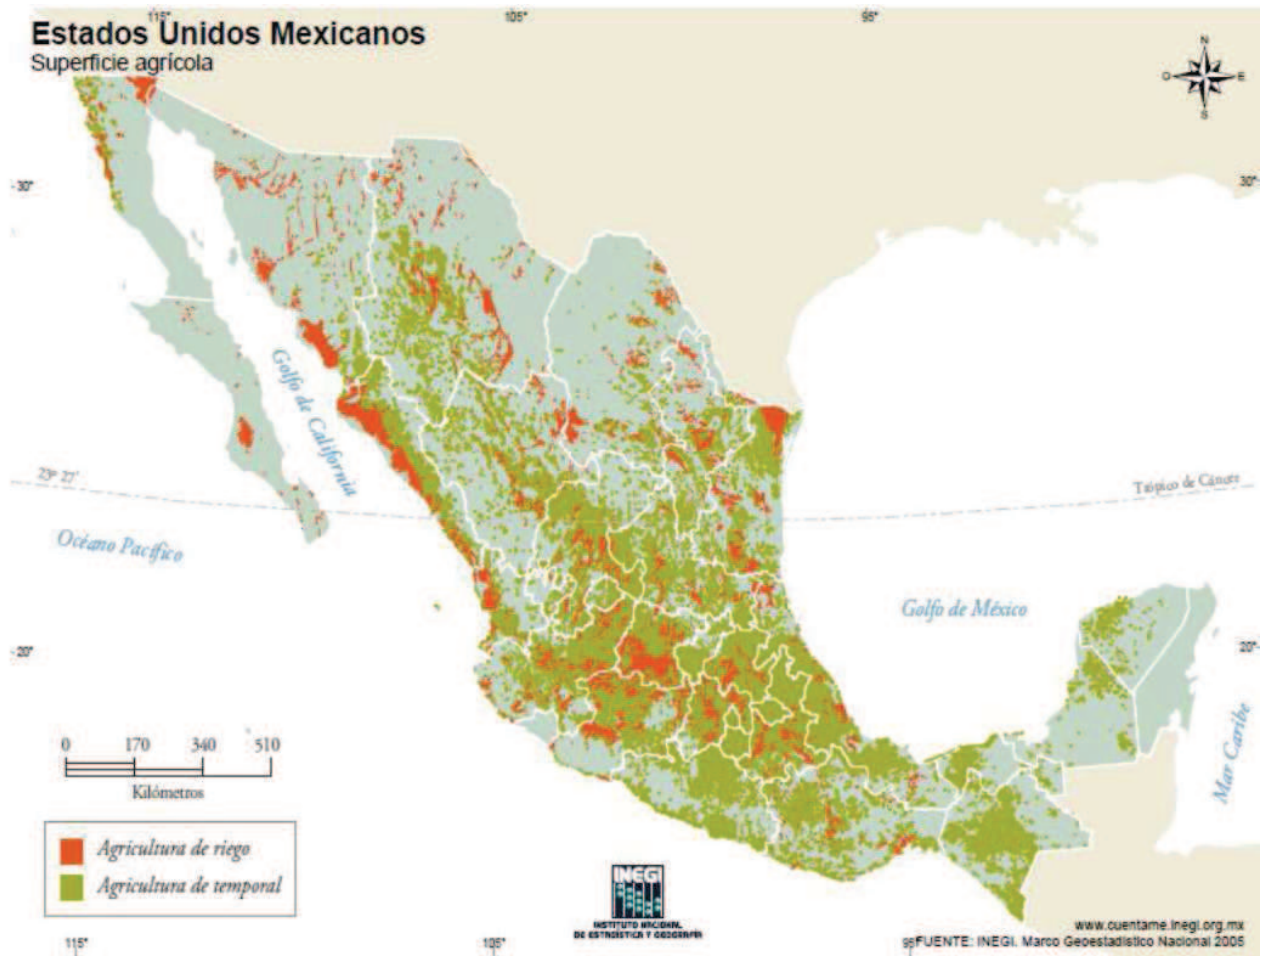 115°
105°
95°
Estados Unidos Mexicanos
Superficie agrícola
N
O
E
S
30°
30°
Golfo de California
23° 27'
Trópico de Cáncer
Océano Pacífico
Golfo de México
20°
20°
Mar Caribe
0 170 340 510
Kilómetros
Agricultura de riego
Agricultura de temporal
INEGI
INSTITUTO NACIONAL
DE ESTADÍSTICA Y GEOGRAFÍA
www.cuentame.inegi.org.mx
FUENTE: INEGI. Marco Geoestadístico Nacional 2005
115°
105°
95°